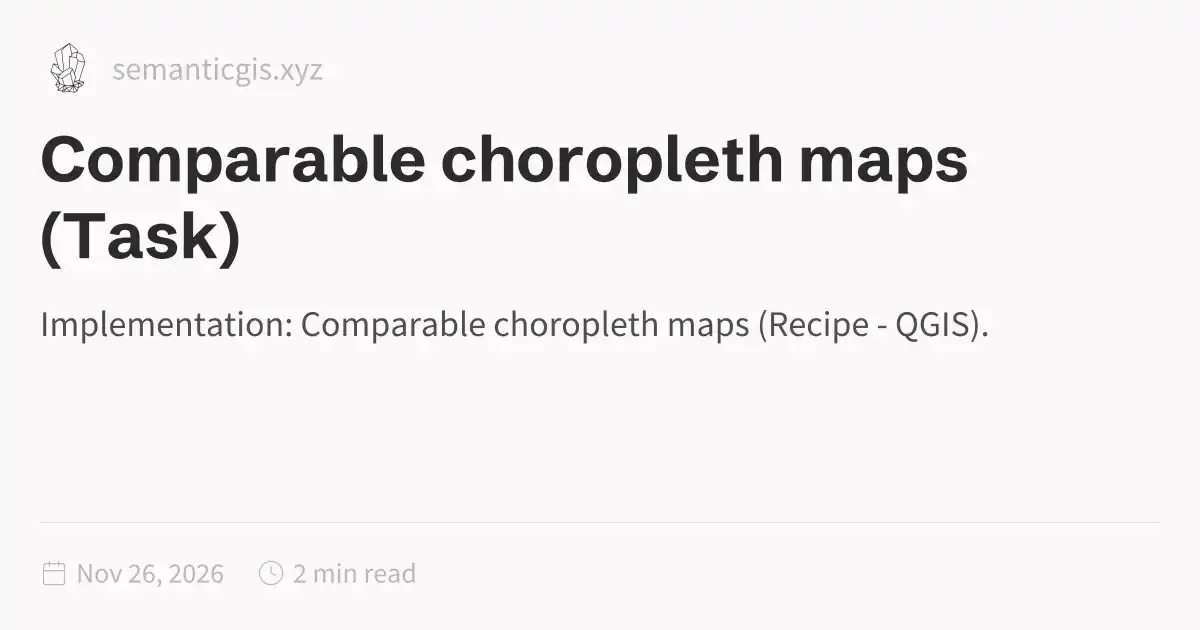 semanticgis.xyz
Comparable choropleth maps
(Task)
Implementation: Comparable choropleth maps (Recipe - QGIS).
Nov 26, 2026 2 min read